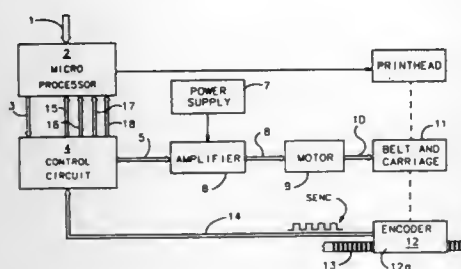 1
2
MICRO
PROCESSOR
PRINTHEAD
POWER
SUPPLY
7
3
15
16
17
18
4
CONTROL
CIRCUIT
5
AMPLIFIER
6
8
MOTOR
9
10
11
BELT AND
CARRIAGE
SENC
14
ENCODER
12
13
12a